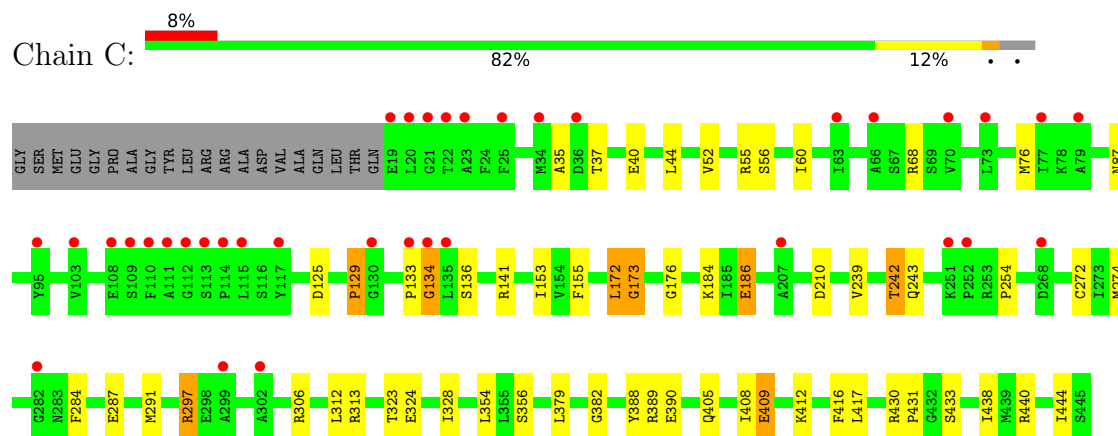 8%
Chain C:
82% 12% • •
GLY SER MET GLU GLY PRO ALA GLY TYR LEU ARG ARG ALA ASP VAL ALA GLN LEU THR GLN E19 L20 G21 T22 A23 F24 F25 M34 A35 D36 T37 E40 L44 V52 R55 S56 I60 I63 A66 S67 R68 S69 V70 L73 M76 I77 K78 A79 N87
Y95 V103 E108 S109 F110 A111 G112 S113 P114 L115 S116 Y117 D125 P129 G130 P133 G134 L135 S136 R141 I153 V154 F155 L172 G173 G176 K184 I185 E186 A207 D210 V239 T242 Q243 K251 P252 R253 P254 D268 C272 I273 M274
G282 N283 F284 E287 M291 R297 E298 A299 A302 R306 L312 R313 T323 E324 I328 L354 L355 S356 L379 G382 Y388 R389 E390 Q405 I408 E409 K412 F416 L417 R430 P431 G432 S433 I438 M439 R440 I444 S445